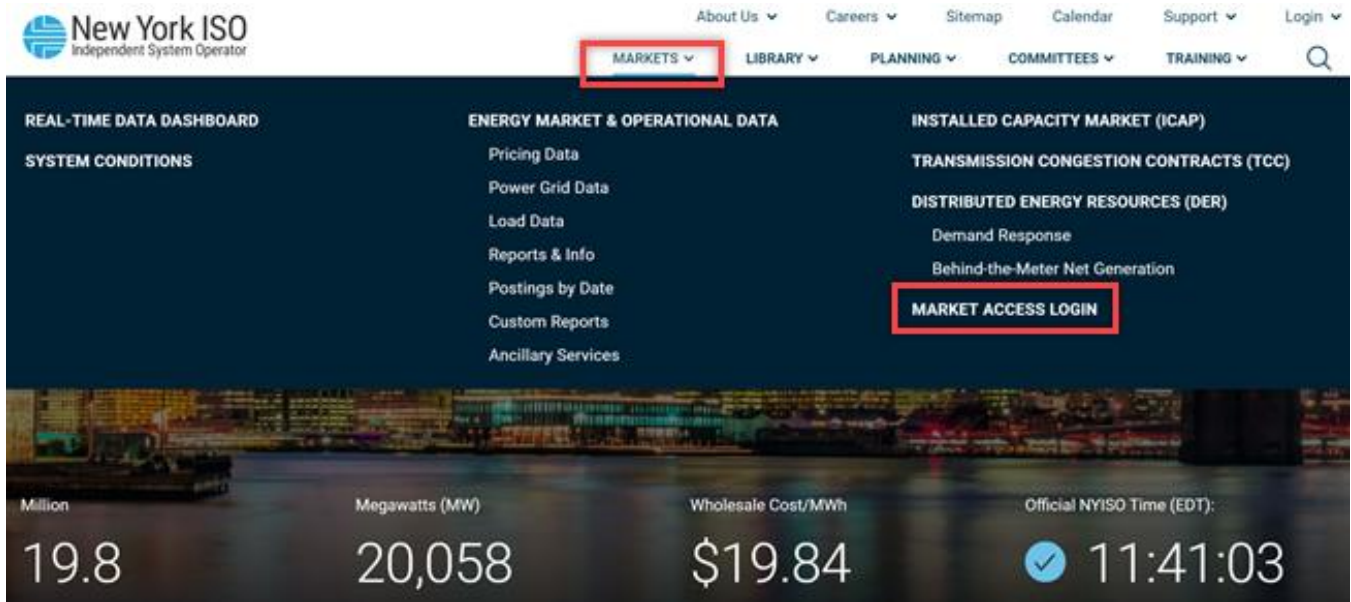 New York ISO
Independent System Operator
About Us Careers Sitemap Calendar Support Login
MARKETS LIBRARY PLANNING COMMITTEES TRAINING
REAL-TIME DATA DASHBOARD
SYSTEM CONDITIONS
ENERGY MARKET & OPERATIONAL DATA
Pricing Data
Power Grid Data
Load Data
Reports & Info
Postings by Date
Custom Reports
Ancillary Services
INSTALLED CAPACITY MARKET (ICAP)
TRANSMISSION CONGESTION CONTRACTS (TCC)
DISTRIBUTED ENERGY RESOURCES (DER)
Demand Response
Behind-the-Meter Net Generation
MARKET ACCESS LOGIN
Million
19.8
Megawatts (MW)
20,058
Wholesale Cost/MWh
$19.84
Official NYISO Time (EDT):
11:41:03